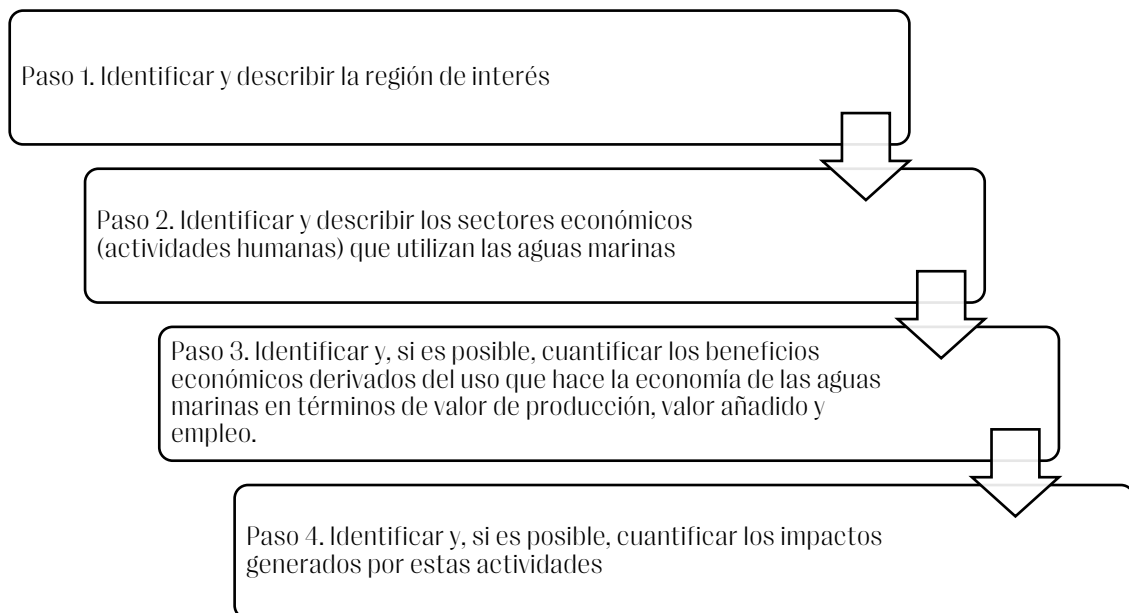 Paso 1. Identificar y describir la región de interés
Paso 2. Identificar y describir los sectores económicos
(actividades humanas) que utilizan las aguas marinas
Paso 3. Identificar y, si es posible, cuantificar los beneficios
económicos derivados del uso que hace la economía de las aguas
marinas en términos de valor de producción, valor añadido y
empleo.
Paso 4. Identificar y, si es posible, cuantificar los impactos
generados por estas actividades